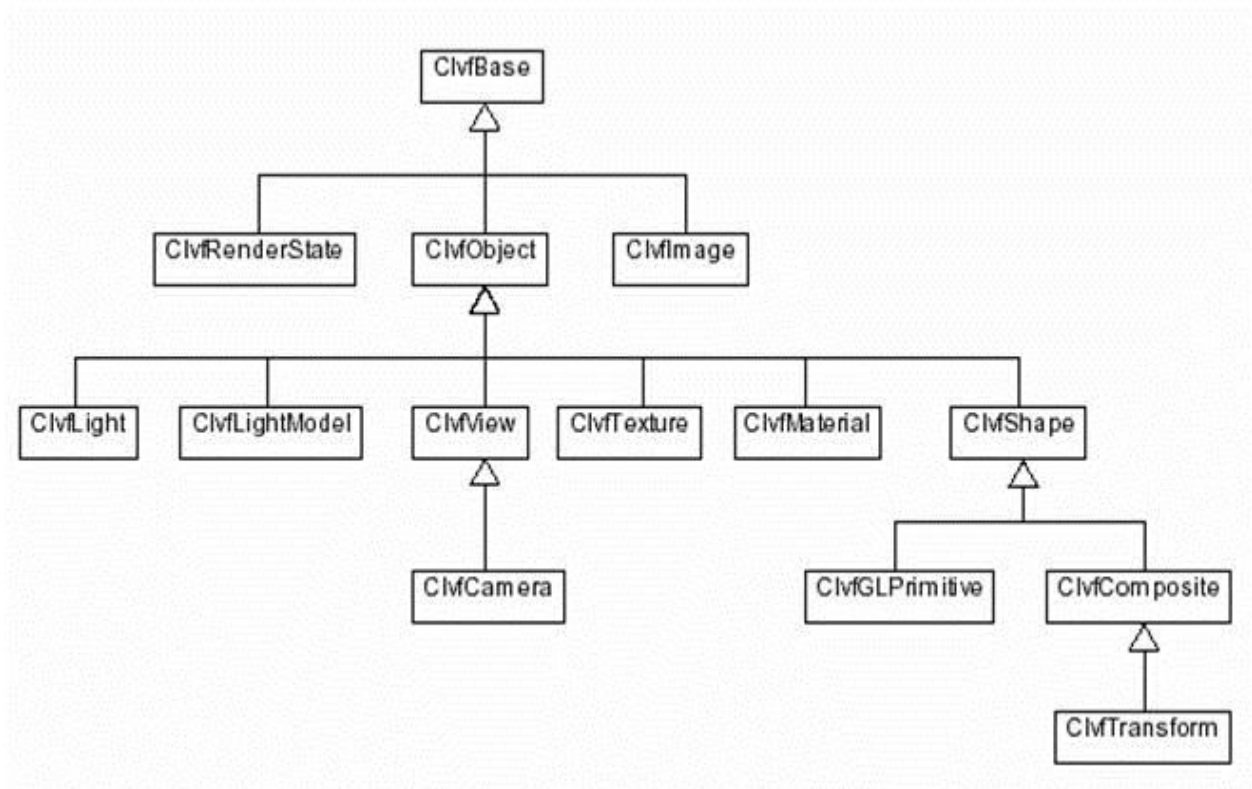 ClvfBase
ClvfRenderState ClvfObject ClvfImage
ClvfLight ClvfLightModel ClvfView ClvfTexture ClvfMaterial ClvfShape
ClvfCamera ClvfGLPrimitive ClvfComposite
ClvfTransform